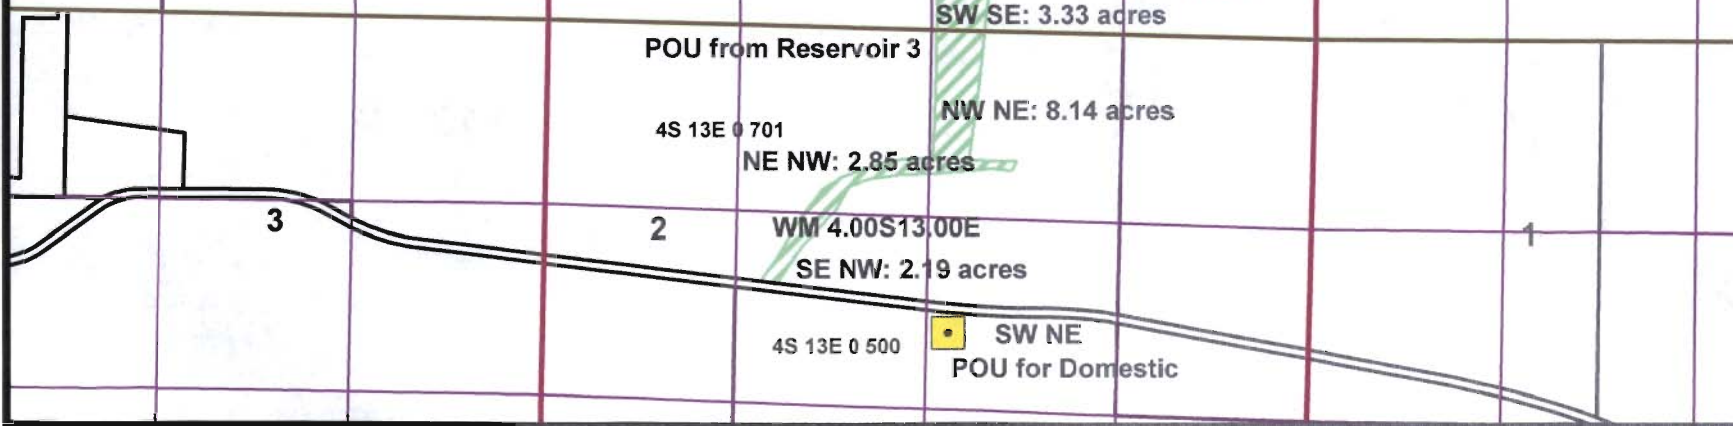 SW SE: 3.33 acres
POU from Reservoir 3
NW NE: 8.14 acres
4S 13E 0 701
NE NW: 2.85 acres
3
2
WM 4.00S13.00E
1
SE NW: 2.19 acres
SW NE
4S 13E 0 500
POU for Domestic